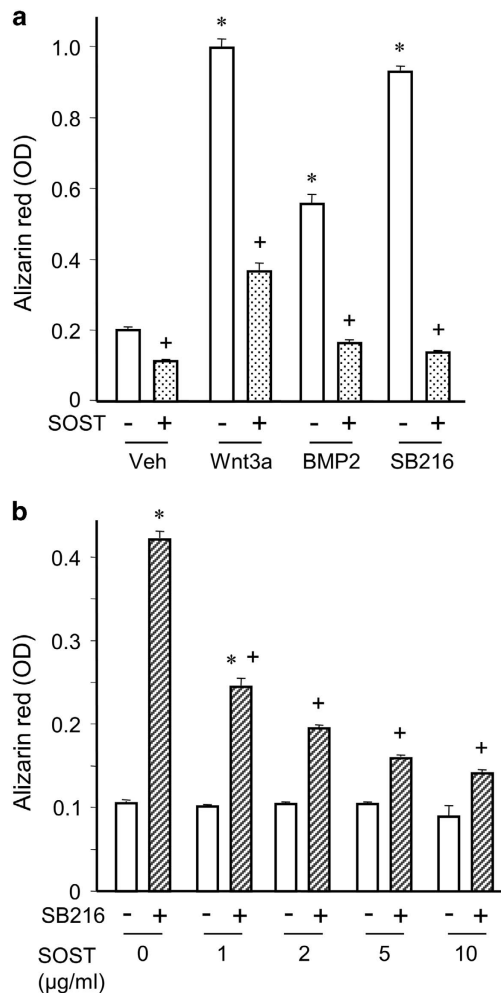 a
Alizarin red (OD)
1.0
0.8
0.6
0.4
0.2
0
*
*
*
+
+
+
+
SOST - + - + - + - +
Veh Wnt3a BMP2 SB216
b
Alizarin red (OD)
0.4
0.3
0.2
0.1
0
*
* +
+
+
+
SB216 - + - + - + - + - +
SOST 0 1 2 5 10
(µg/ml)